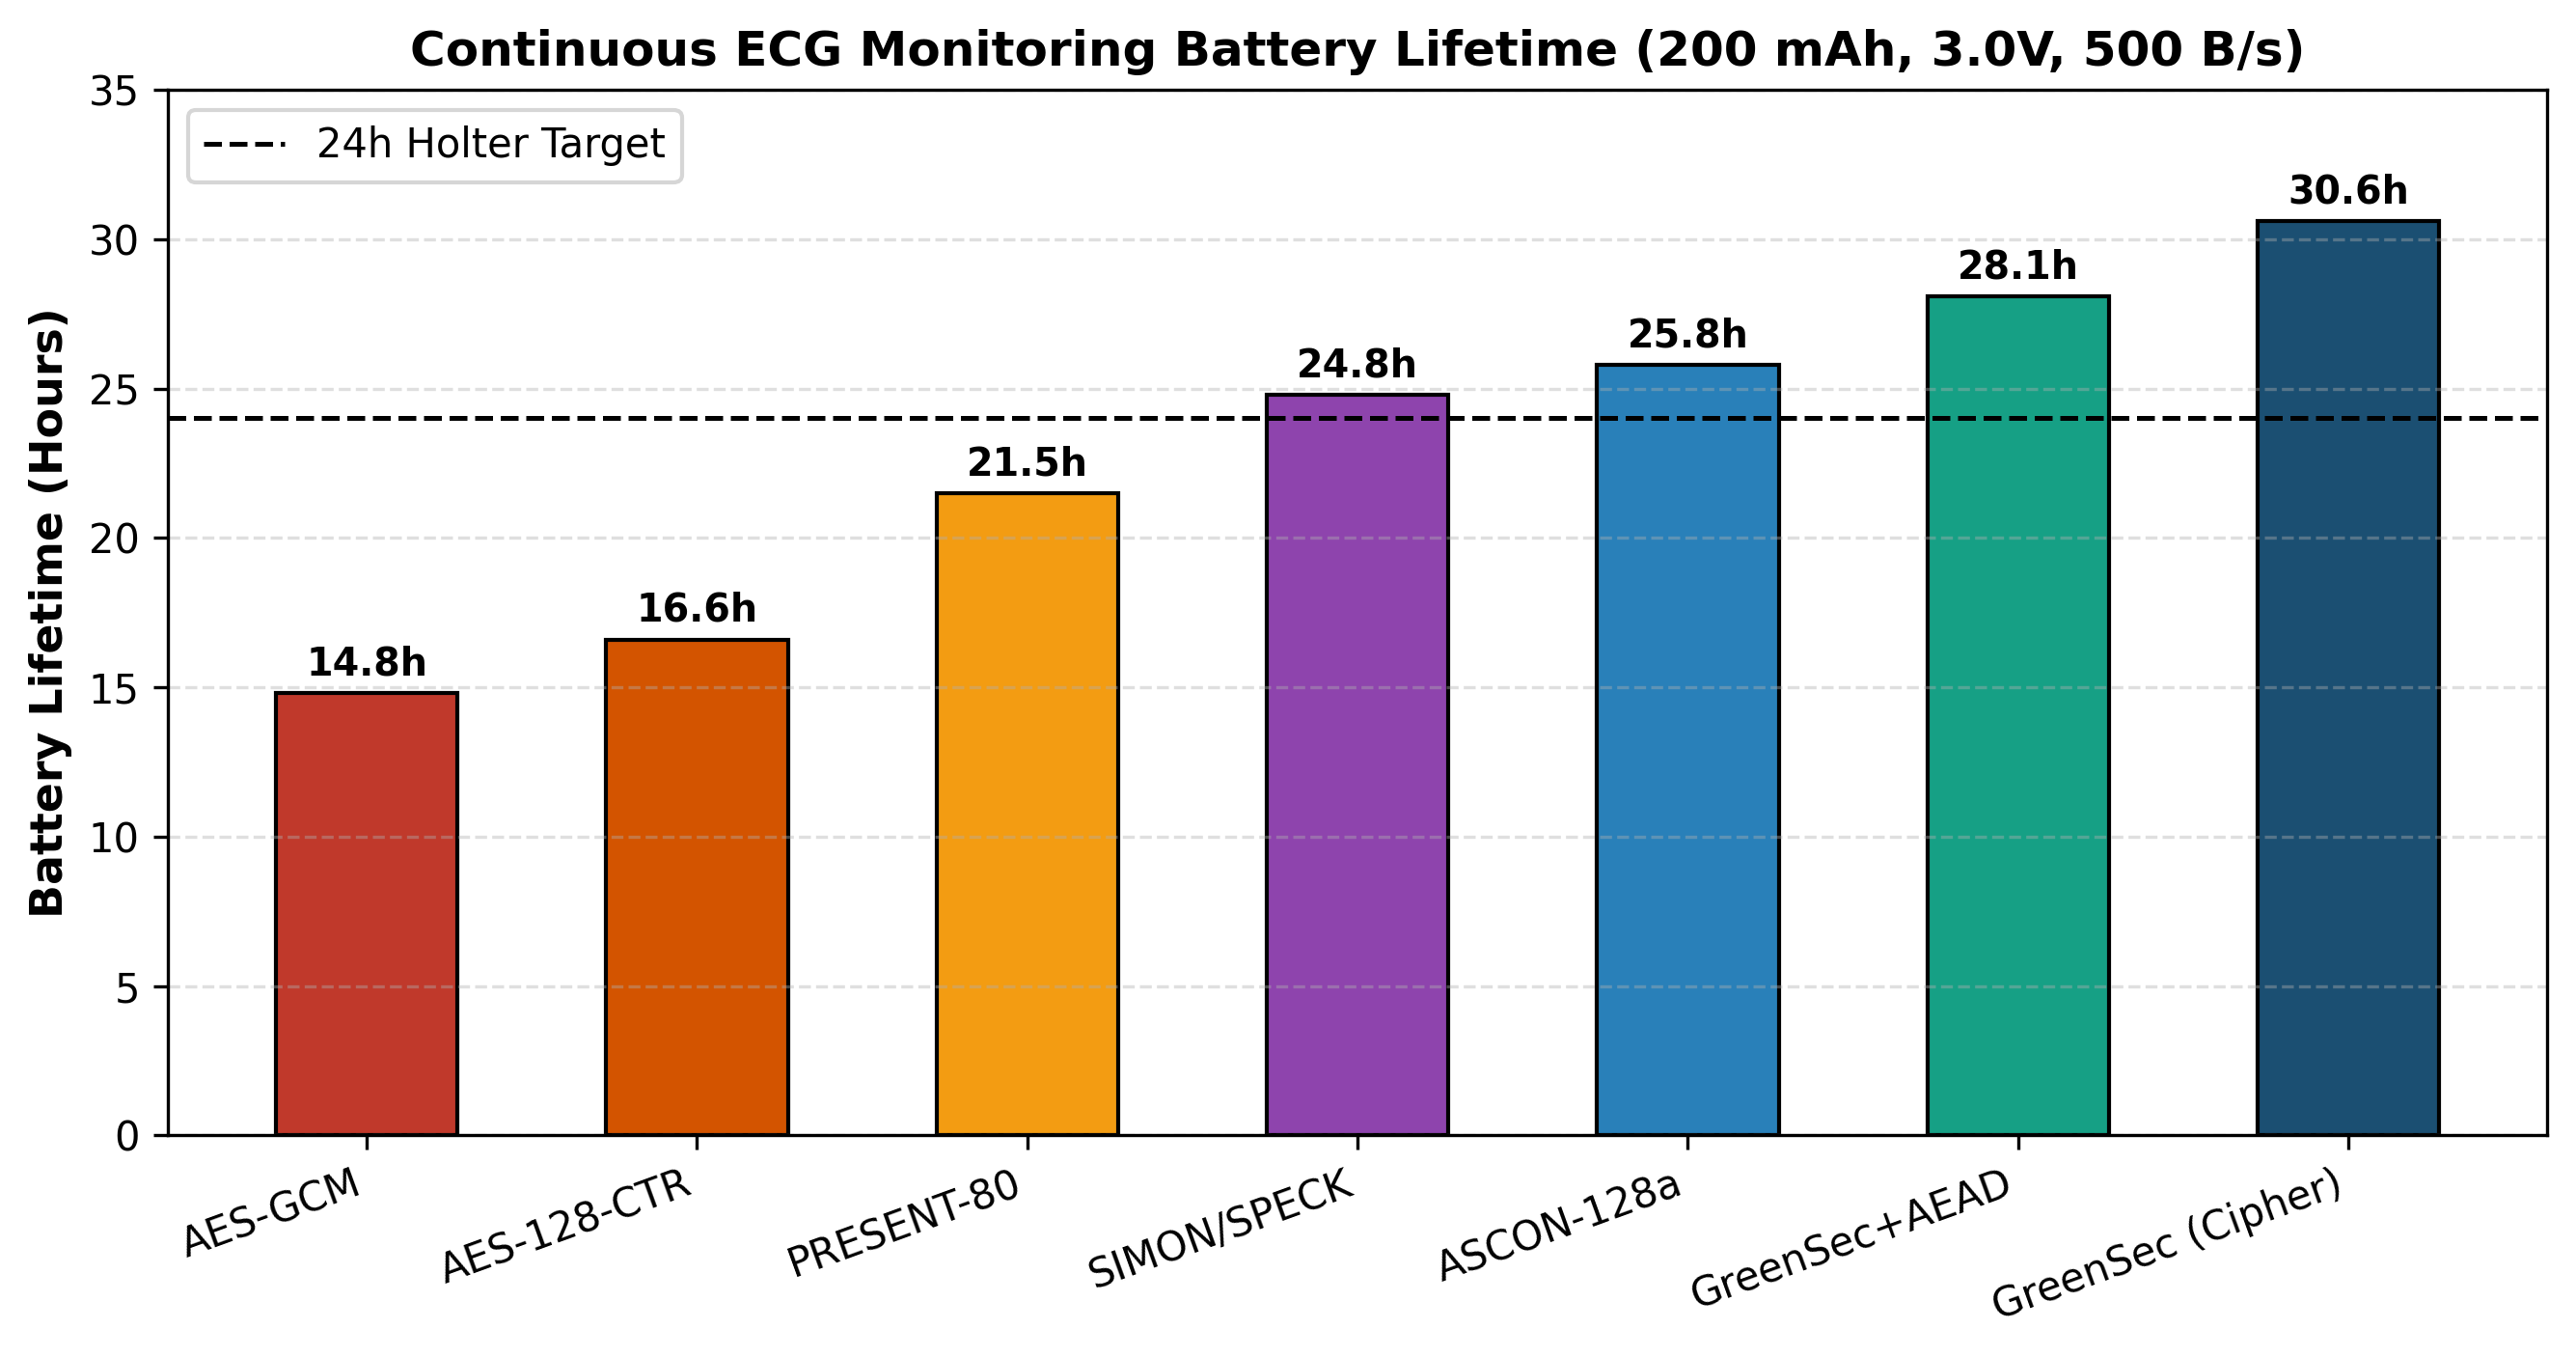 Continuous ECG Monitoring Battery Lifetime (200 mAh, 3.0V, 500 B/s)
Battery Lifetime (Hours)
35
30
25
20
15
10
5
0
24h Holter Target
14.8h
16.6h
21.5h
24.8h
25.8h
28.1h
30.6h
AES-GCM
AES-128-CTR
PRESENT-80
SIMON/SPECK
ASCON-128a
GreenSec+AEAD
GreenSec (Cipher)